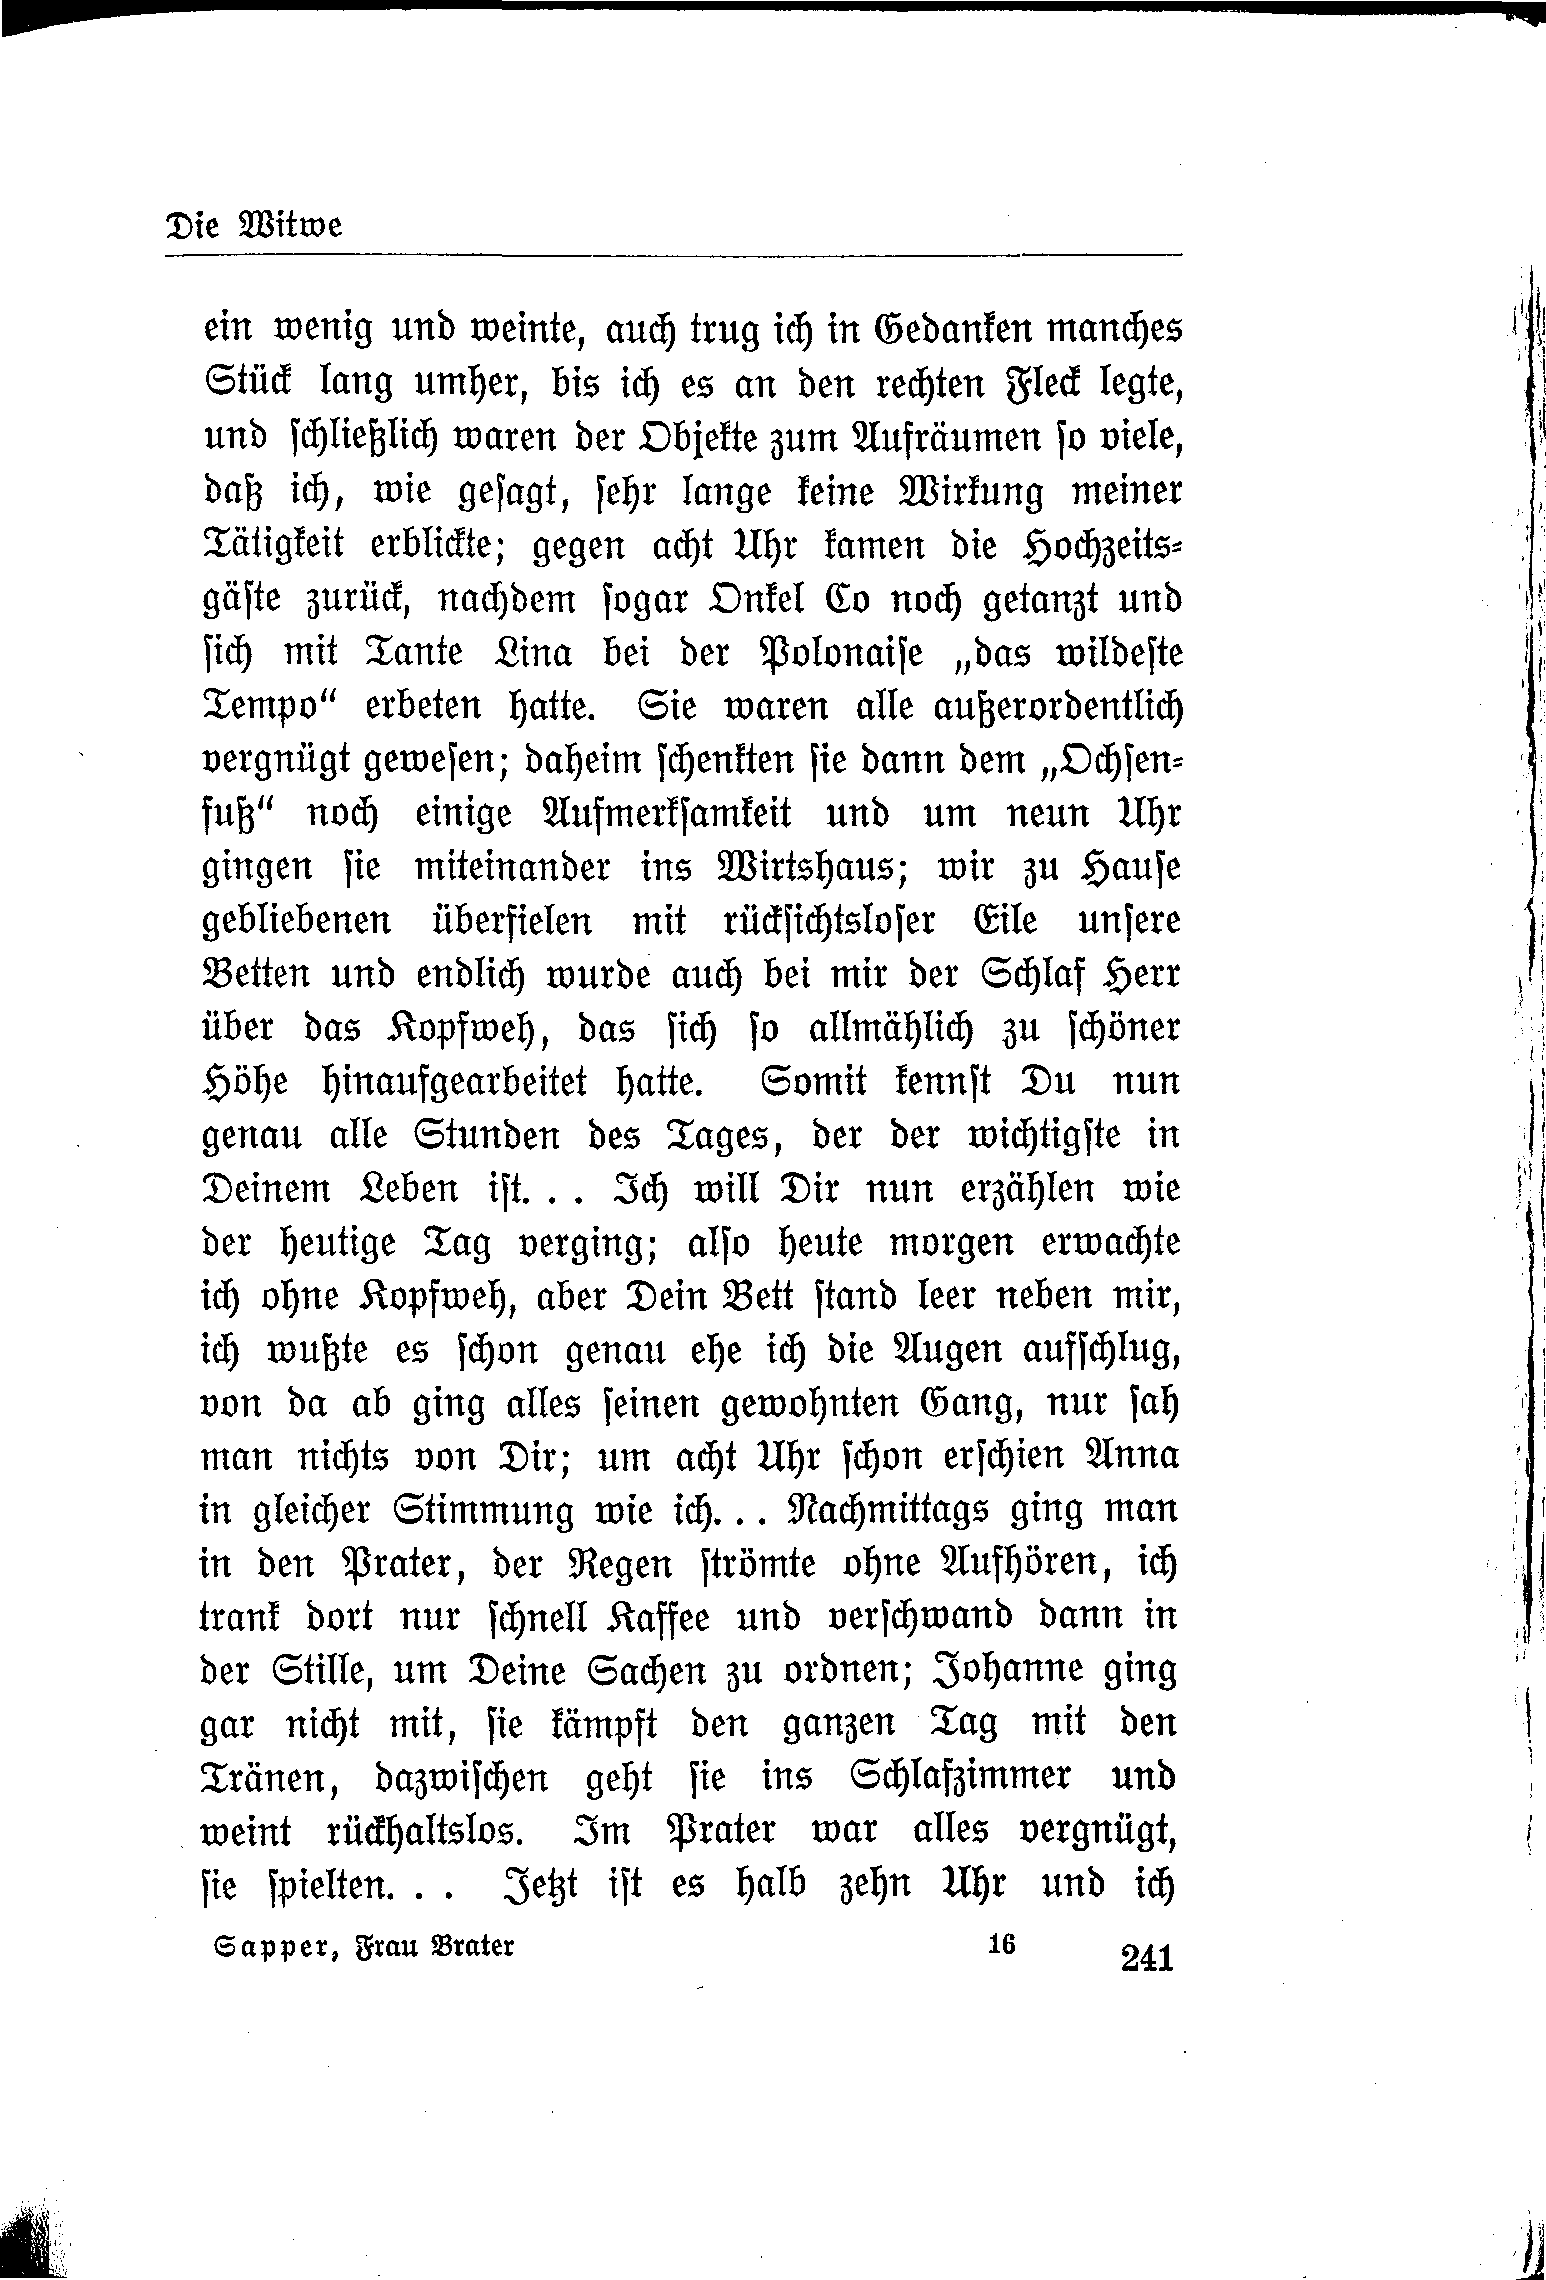 Die Witwe
ein wenig und weinte, auch trug ich in Gedanken manches
Stück lang umher, bis ich es an den rechten Fleck legte,
und schließlich waren der Objekte zum Aufräumen so viele,
daß ich, wie gesagt, sehr lange keine Wirkung meiner
Tätigkeit erblickte; gegen acht Uhr kamen die Hochzeits-
gäste zurück, nachdem sogar Onkel Co noch getanzt und
sich mit Tante Lina bei der Polonaise „das wildeste
Tempo“ erbeten hatte. Sie waren alle außerordentlich
vergnügt gewesen; daheim schenkten sie dann dem „Ochsen-
fuß“ noch einige Aufmerksamkeit und um neun Uhr
gingen sie miteinander ins Wirtshaus; wir zu Hause
gebliebenen überfielen mit rücksichtsloser Eile unsere
Betten und endlich wurde auch bei mir der Schlaf Herr
über das Kopfweh, das sich so allmählich zu schöner
Höhe hinaufgearbeitet hatte. Somit kennst Du nun
genau alle Stunden des Tages, der der wichtigste in
Deinem Leben ist. . . Ich will Dir nun erzählen wie
der heutige Tag verging; also heute morgen erwachte
ich ohne Kopfweh, aber Dein Bett stand leer neben mir,
ich wußte es schon genau ehe ich die Augen aufschlug,
von da ab ging alles seinen gewohnten Gang, nur sah
man nichts von Dir; um acht Uhr schon erschien Anna
in gleicher Stimmung wie ich. . . Nachmittags ging man
in den Prater, der Regen strömte ohne Aufhören, ich
trank dort nur schnell Kaffee und verschwand dann in
der Stille, um Deine Sachen zu ordnen; Johanne ging
gar nicht mit, sie kämpft den ganzen Tag mit den
Tränen, dazwischen geht sie ins Schlafzimmer und
weint rückhaltslos. Im Prater war alles vergnügt,
sie spielten. . . Jetzt ist es halb zehn Uhr und ich
Sapper, Frau Brater 16 241